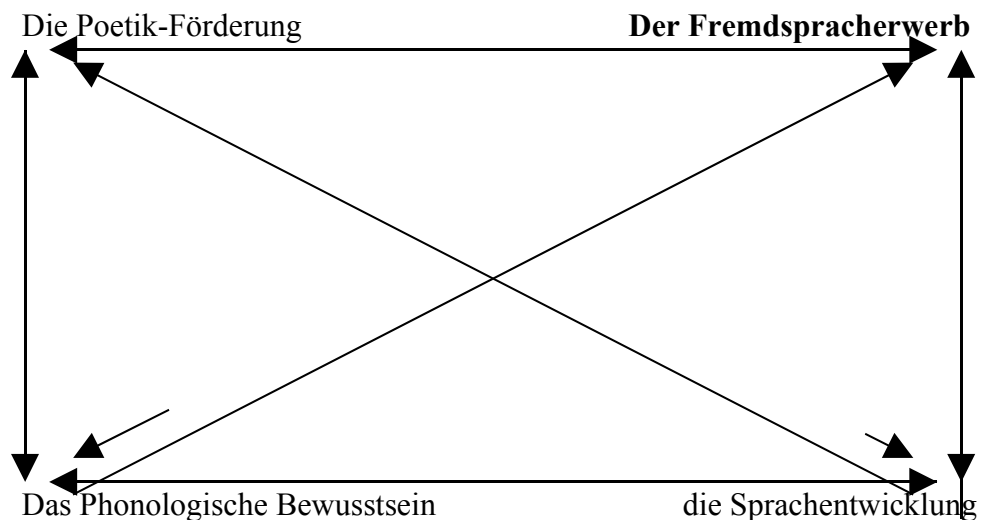 Die Poetik-Förderung Der Fremdspracherwerb
Das Phonologische Bewusstsein die Sprachentwicklung